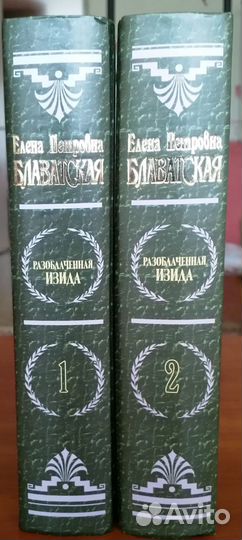 Елена Петровна
БЛАВАТСКАЯ
РАЗОБЛАЧЕННАЯ
ИЗИДА
1
Елена Петровна
БЛАВАТСКАЯ
РАЗОБЛАЧЕННАЯ
ИЗИДА
2
Avito